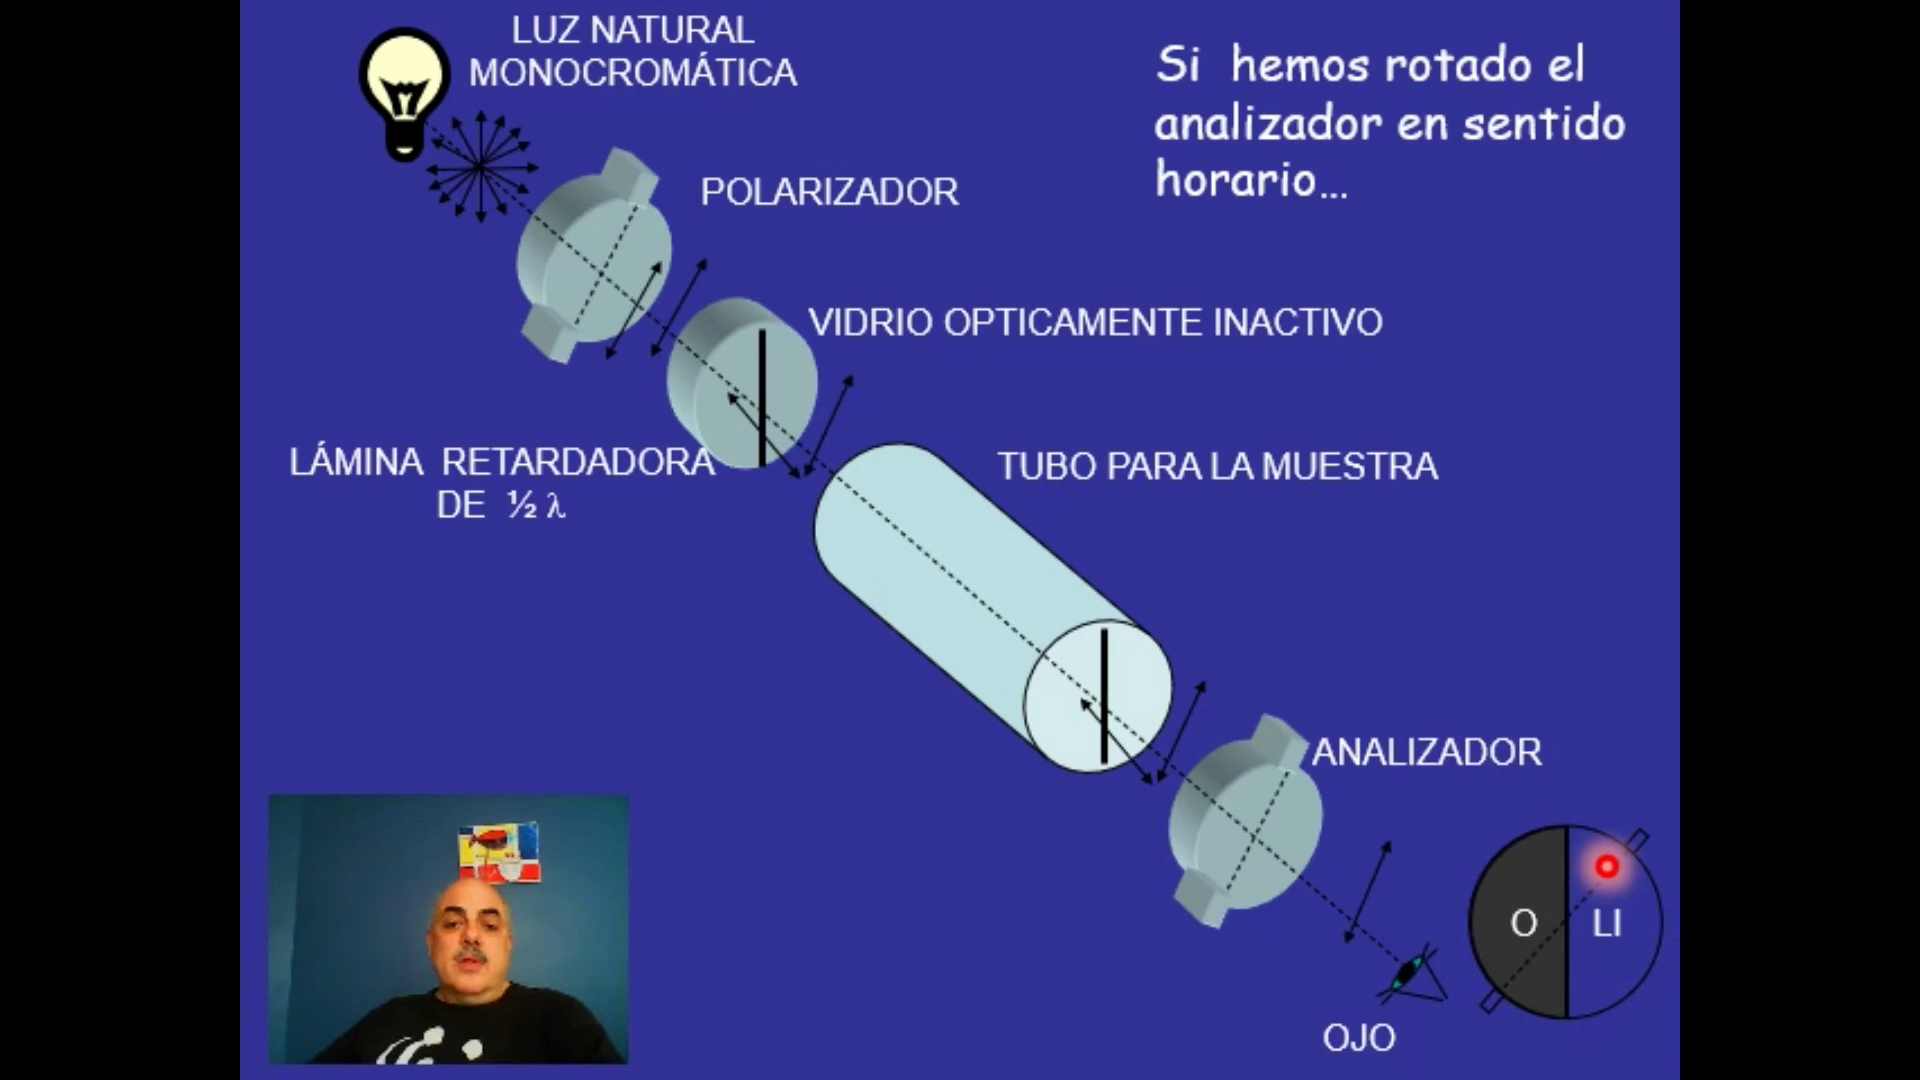 LUZ NATURAL
MONOCROMÁTICA
Si hemos rotado el
analizador en sentido
horario...
POLARIZADOR
VIDRIO OPTICAMENTE INACTIVO
LÁMINA RETARDADORA
DE ½ λ
TUBO PARA LA MUESTRA
ANALIZADOR
O LI
OJO